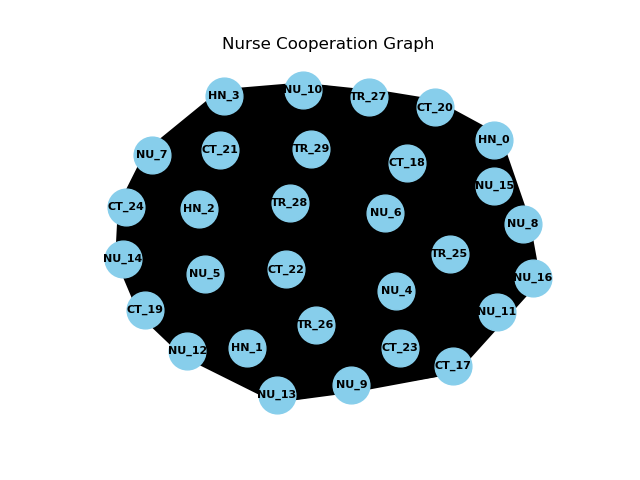 Nurse Cooperation Graph
NU_10
HN_3
TR_27
CT_20
HN_0
CT_21
TR_29
NU_7
CT_18
NU_15
CT_24
HN_2
TR_28
NU_6
NU_8
TR_25
NU_14
NU_5
CT_22
NU_16
NU_4
CT_19
NU_11
TR_26
NU_12
HN_1
CT_23
CT_17
NU_9
NU_13